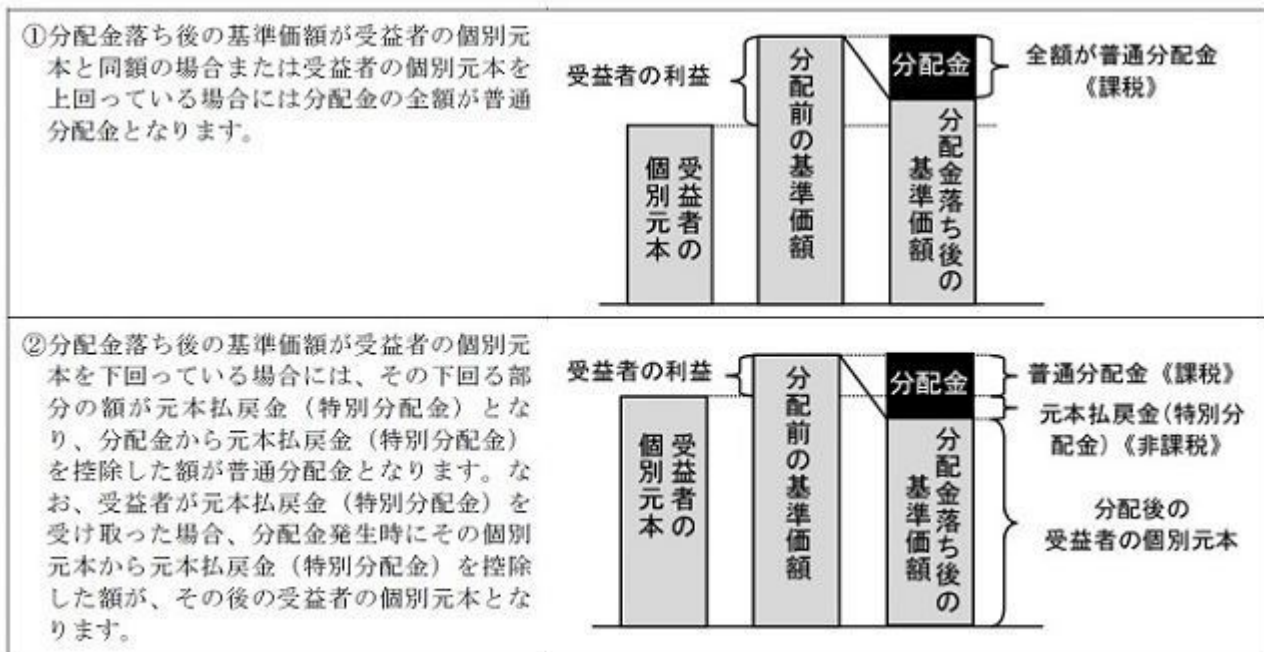 ①分配金落ち後の基準価額が受益者の個別元
本と同額の場合または受益者の個別元本を
上回っている場合には分配金の全額が普通
分配金となります。
受益者の利益
受益者の
個別元本
分配前の基準価額
分配金
分配金落ち後の
基準価額
全額が普通分配金
《課税》
②分配金落ち後の基準価額が受益者の個別元
本を下回っている場合には、その下回る部
分の額が元本払戻金（特別分配金）とな
り、分配金から元本払戻金（特別分配金）
を控除した額が普通分配金となります。な
お、受益者が元本払戻金（特別分配金）を
受け取った場合、分配金発生時にその個別
元本から元本払戻金（特別分配金）を控除
した額が、その後の受益者の個別元本とな
ります。
受益者の利益
受益者の
個別元本
分配前の基準価額
分配金
分配金落ち後の
基準価額
普通分配金《課税》
元本払戻金(特別分
配金)《非課税》
分配後の
受益者の個別元本